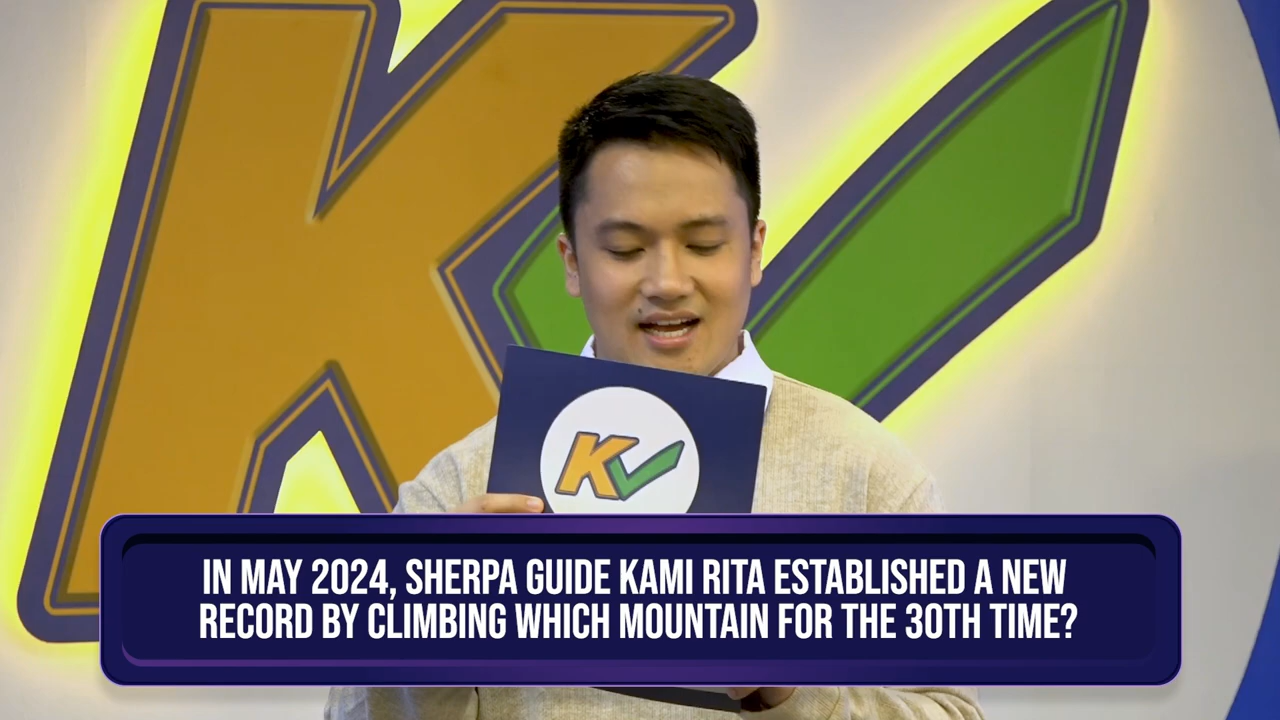 K
K
IN MAY 2024, SHERPA GUIDE KAMI RITA ESTABLISHED A NEW
RECORD BY CLIMBING WHICH MOUNTAIN FOR THE 30TH TIME?